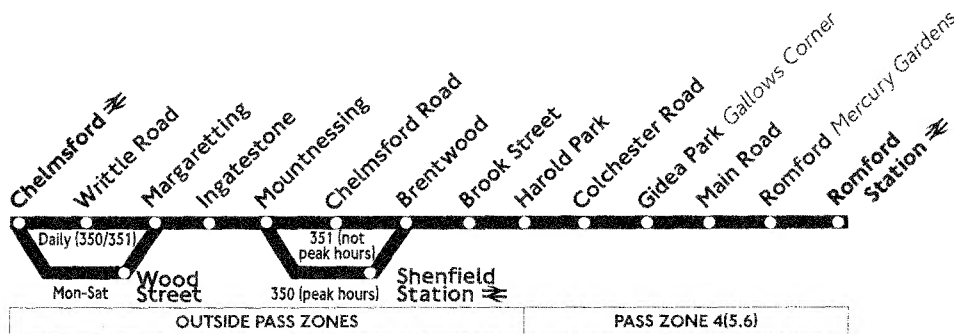 Chelmsford
Writtle Road
Margaretting
Ingatestone
Mountnessing
Chelmsford Road
Brentwood
Brook Street
Harold Park
Colchester Road
Gidea Park Gallows Corner
Main Road
Romford Mercury Gardens
Romford
Station
Daily (350/351)
Mon-Sat
Wood
Street
351 (not
peak hours)
350 (peak hours)
Shenfield
Station
OUTSIDE PASS ZONES
PASS ZONE 4(5,6)